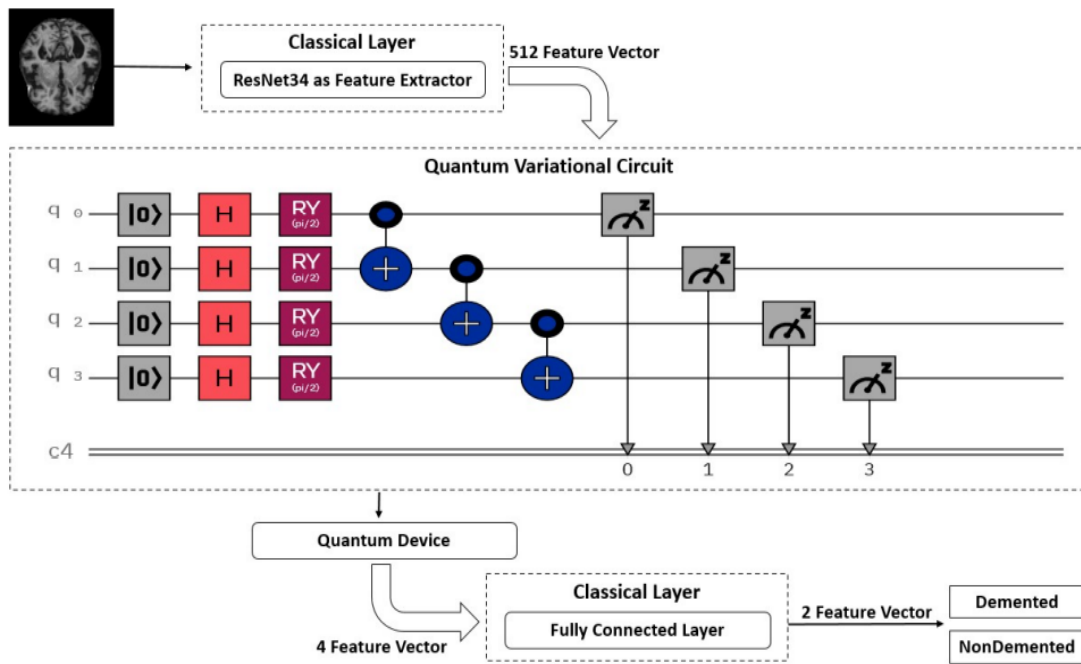 Classical Layer
ResNet34 as Feature Extractor
512 Feature Vector
Quantum Variational Circuit
q 0 |0⟩ H RY (pi/2) Z
q 1 |0⟩ H RY (pi/2) Z
q 2 |0⟩ H RY (pi/2) Z
q 3 |0⟩ H RY (pi/2) Z
c4
0 1 2 3
Quantum Device
4 Feature Vector
Classical Layer
Fully Connected Layer
2 Feature Vector
Demented
NonDemented